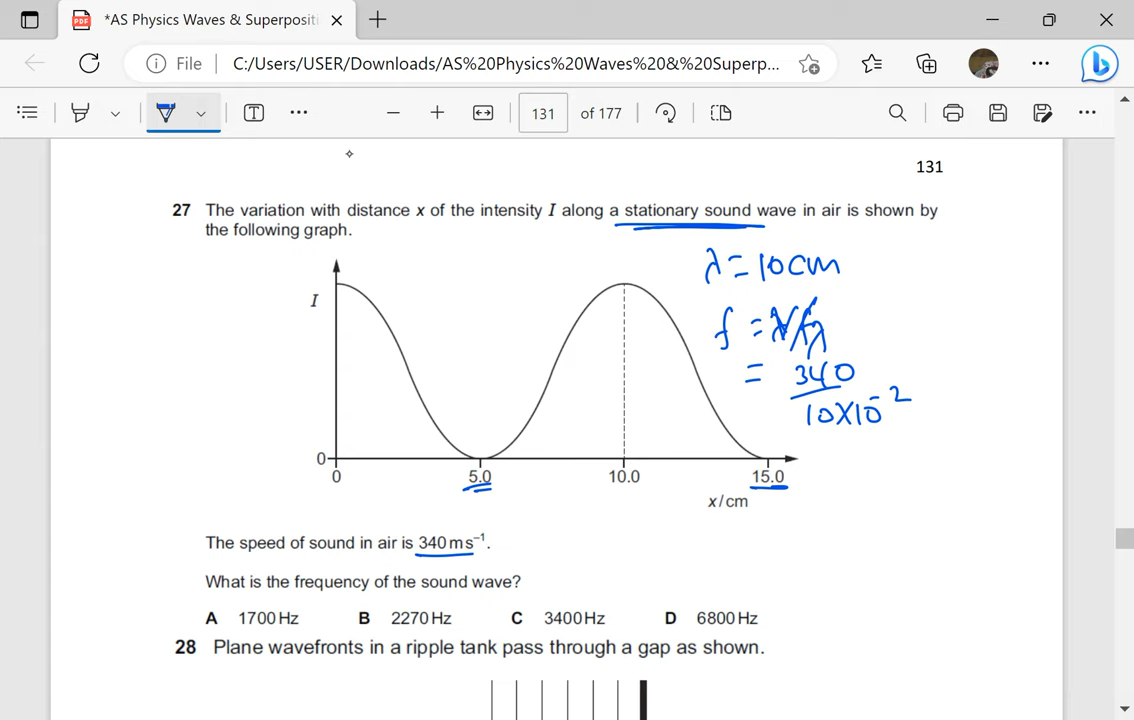 *AS Physics Waves & Superpositi
File C:/Users/USER/Downloads/AS%20Physics%20Waves%20&%20Superp...
131 of 177
131
27 The variation with distance x of the intensity I along a stationary sound wave in air is shown by
the following graph.
λ = 10cm
I
= 340
10×10⁻²
0
0 5.0 10.0 15.0
x/cm
The speed of sound in air is 340 m s⁻¹.
What is the frequency of the sound wave?
A 1700 Hz B 2270 Hz C 3400 Hz D 6800 Hz
28 Plane wavefronts in a ripple tank pass through a gap as shown.